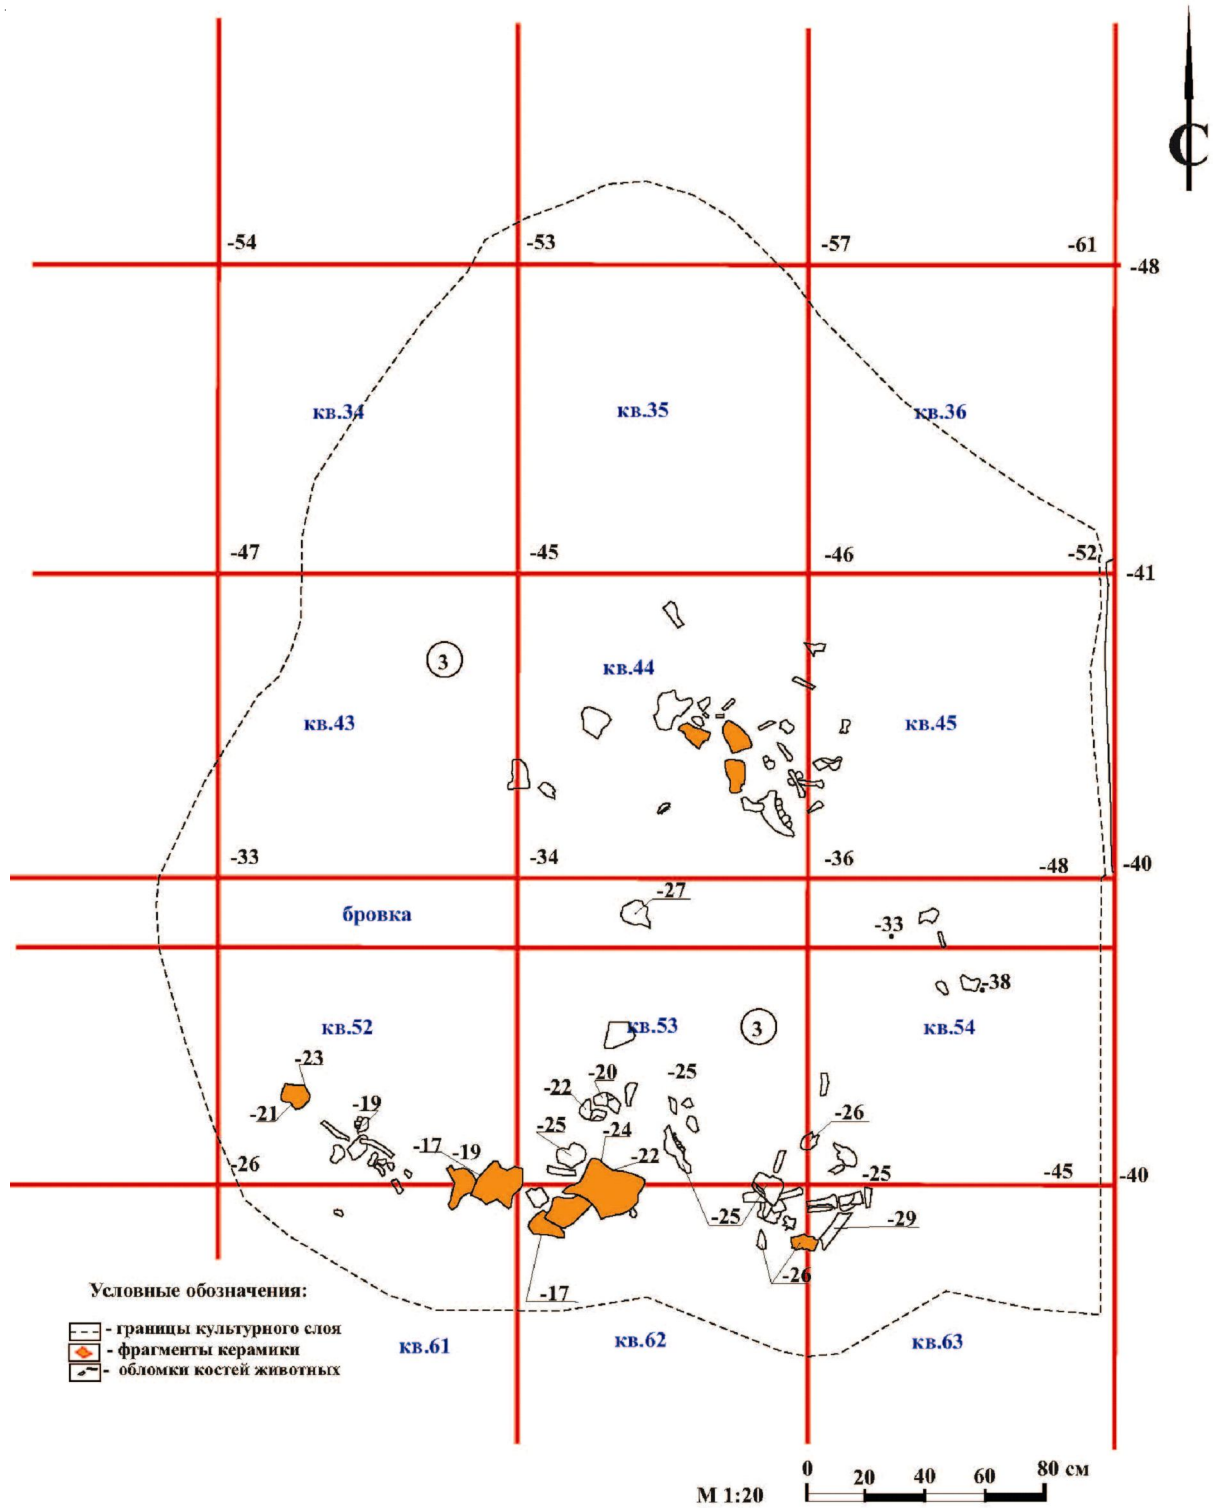 С
-54 -53 -57 -61
-48
кв.34 кв.35 кв.36
-47 -45 -46 -52
-41
3
кв.44
кв.43 кв.45
-33 -34 -36 -48
-40
-27
бровка
-33
-38
кв.52 кв.53 3 кв.54
-23
-20 -25
-22
-21 -19
-26
-25 -24
-17 -19
-22
-26 -45 -40
-25
-25
-29
-26
-17
Условные обозначения:
- границы культурного слоя
- фрагменты керамики
- обломки костей животных
кв.61 кв.62 кв.63
0 20 40 60 80 см
М 1:20